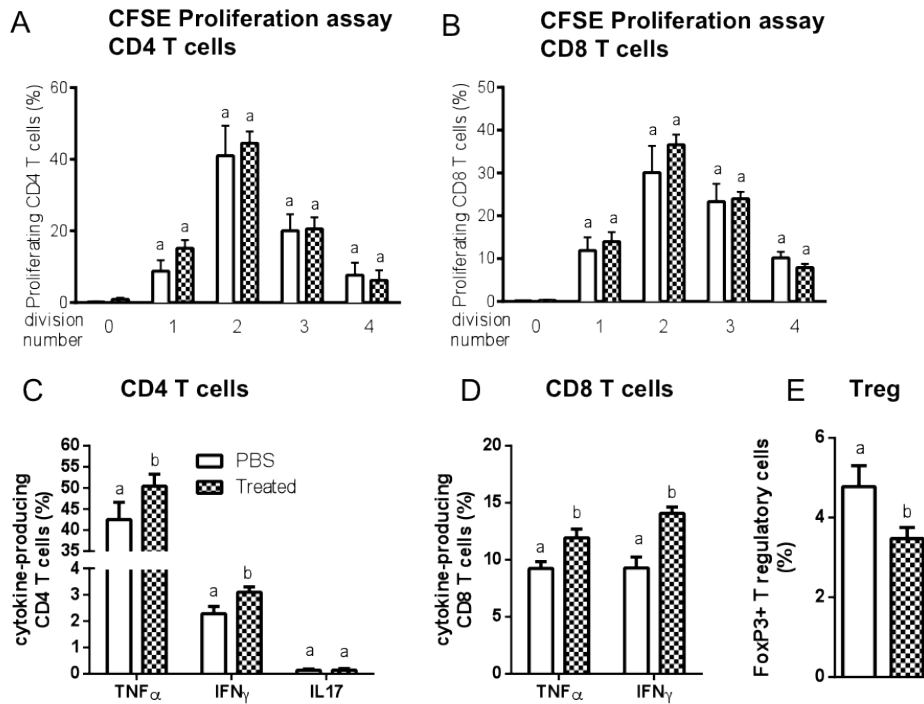 A
CFSE Proliferation assay
CD4 T cells
Proliferating CD4 T cells (%)
60
40
20
0
a a a a a a a a
division
number
0 1 2 3 4
B
CFSE Proliferation assay
CD8 T cells
Proliferating CD8 T cells (%)
50
40
30
20
10
0
a a a a a a a a
division
number
0 1 2 3 4
C
CD4 T cells
cytokine-producing
CD4 T cells (%)
60
55
50
45
40
35
4
3
2
1
0
a b a b a a
PBS
Treated
TNFα IFNγ IL17
D
CD8 T cells
cytokine-producing
CD8 T cells (%)
20
15
10
5
0
a b a b
TNFα IFNγ
E
Treg
FoxP3+ T regulatory cells
(%)
6
4
2
0
a b